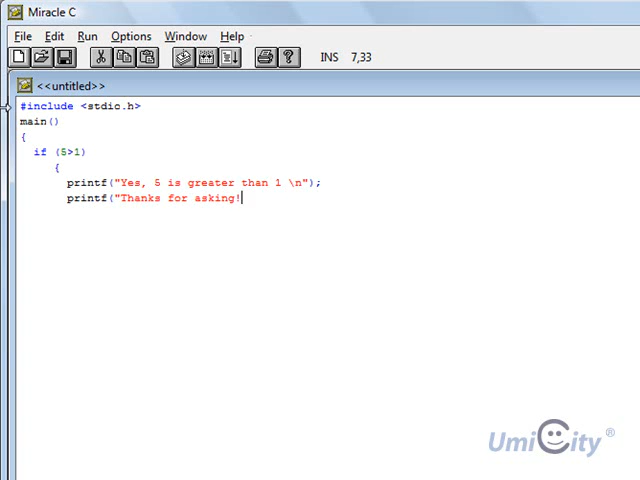 Miracle C
File Edit Run Options Window Help
INS 7,33
<<untitled>>
#include <stdio.h>
main()
{
if (5>1)
{
printf("Yes, 5 is greater than 1 \n");
printf("Thanks for asking!
UmiCity ®